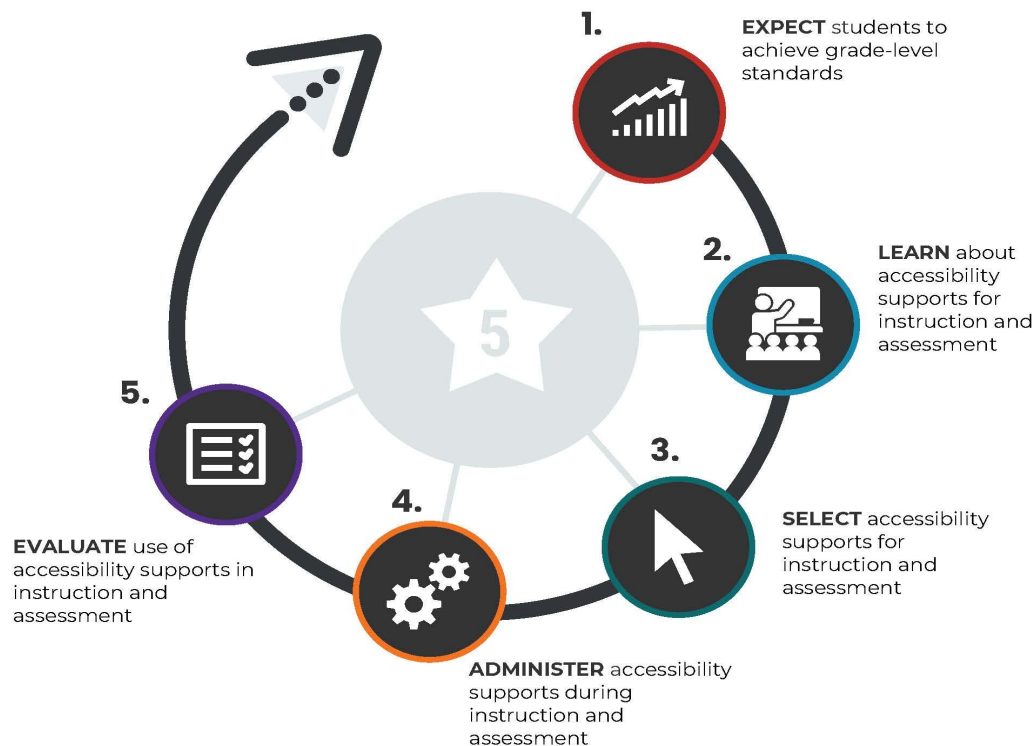 1.
EXPECT students to
achieve grade-level
standards
2.
LEARN about
accessibility
supports for
instruction and
assessment
3.
SELECT accessibility
supports for
instruction and
assessment
4.
ADMINISTER accessibility
supports during
instruction and
assessment
5.
EVALUATE use of
accessibility supports in
instruction and
assessment
5